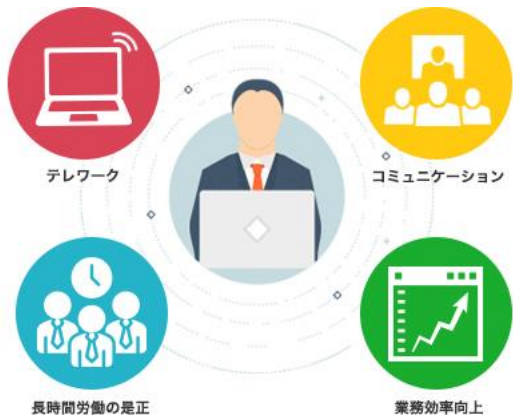 テレワーク
コミュニケーション
長時間労働の是正
業務効率向上